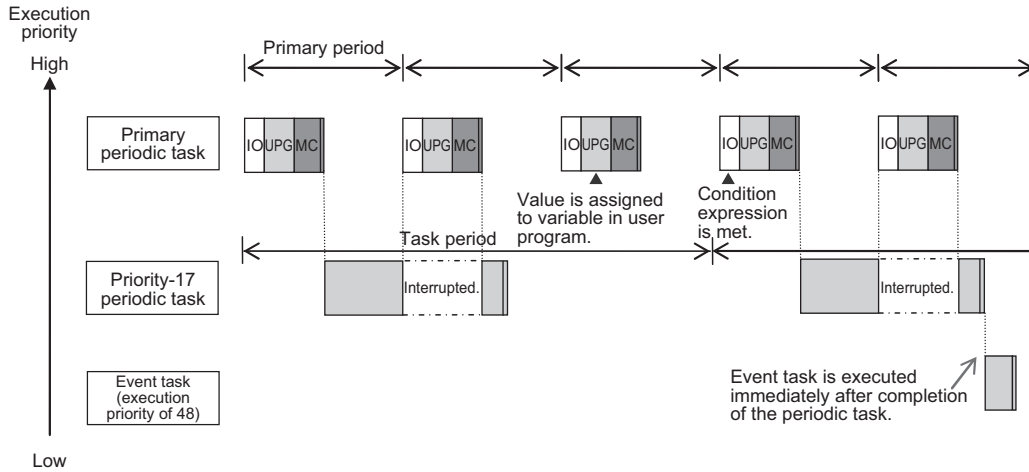 Execution
priority
High
Primary period
Primary
periodic task
IO UPG MC
IO UPG MC
IO UPG MC
IO UPG MC
IO UPG MC
Value is assigned
to variable in user
program.
Condition
expression
is met.
Task period
Priority-17
periodic task
Interrupted.
Interrupted.
Event task
(execution
priority of 48)
Event task is executed
immediately after completion
of the periodic task.
Low